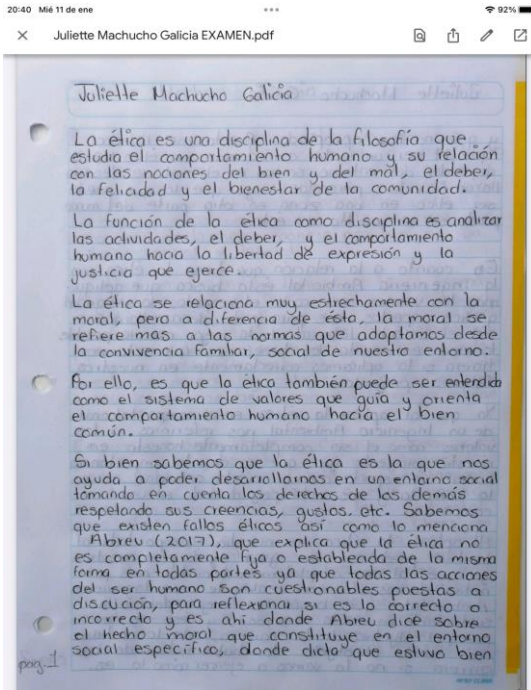 20:40 Mié 11 de ene
92%
Juliette Machucho Galicia EXAMEN.pdf
Juliette Machucho Galicia
La ética es una disciplina de la filosofía que
estudia el comportamiento humano y su relación
con las nociones del bien y del mal, el deber,
la felicidad y el bienestar de la comunidad.
La función de la ética como disciplina es analizar
las actividades, el deber, y el comportamiento
humano hacia la libertad de expresión y la
justicia que ejerce.
La ética se relaciona muy estrechamente con la
moral, pero a diferencia de ésta, la moral se
refiere mas a las normas que adoptamos desde
la convivencia familiar, social de nuestro entorno.
Por ello, es que la ética también puede ser entendida
como el sistema de valores que guía y orienta
el comportamiento humano hacia el bien
común.
Si bien sabemos que la ética es la que nos
ayuda a poder desarrollarnos en un entorno social
tomando en cuenta los derechos de los demás
respetando sus creencias, gustos, etc. Sabemos
que existen fallos éticos así como lo menciona
Abreu (2017), que explica que la ética no
es completamente fija o establecida de la misma
forma en todas partes ya que todas las acciones
del ser humano son cuestionables puestas a
discución, para reflexionar si es lo correcto o
incorrecto y es ahí donde Abreu dice sobre
el hecho moral que constituye en el entorno
social especifico, donde dicta que estuvo bien
pag. 1